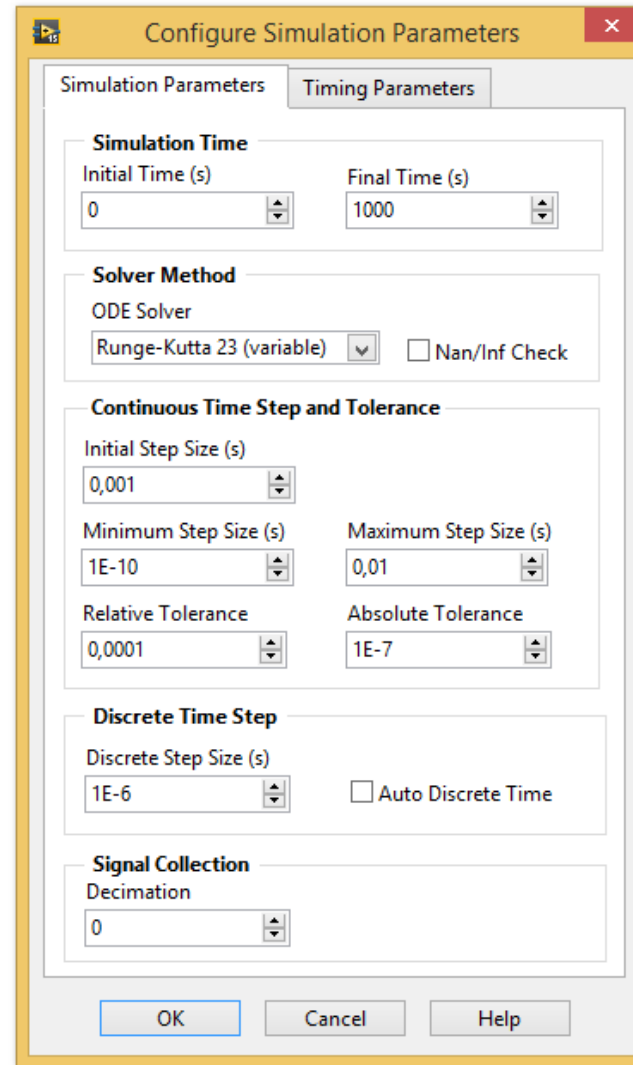 Configure Simulation Parameters
Simulation Parameters Timing Parameters
Simulation Time
Initial Time (s) Final Time (s)
0 1000
Solver Method
ODE Solver
Runge-Kutta 23 (variable) Nan/Inf Check
Continuous Time Step and Tolerance
Initial Step Size (s)
0,001
Minimum Step Size (s) Maximum Step Size (s)
1E-10 0,01
Relative Tolerance Absolute Tolerance
0,0001 1E-7
Discrete Time Step
Discrete Step Size (s)
1E-6 Auto Discrete Time
Signal Collection
Decimation
0
OK Cancel Help